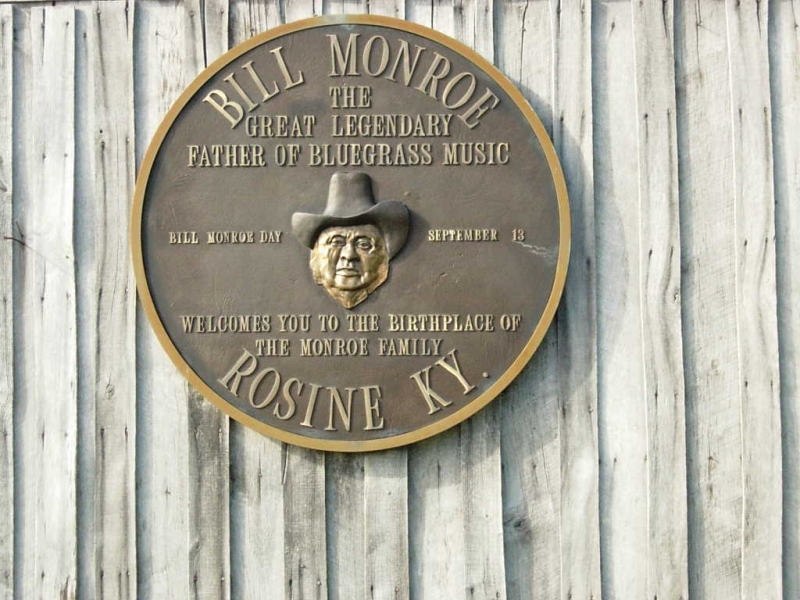 BILL MONROE
THE
GREAT LEGENDARY
FATHER OF BLUEGRASS MUSIC
BILL MONROE DAY SEPTEMBER 13
WELCOMES YOU TO THE BIRTHPLACE OF
THE MONROE FAMILY
ROSINE KY.